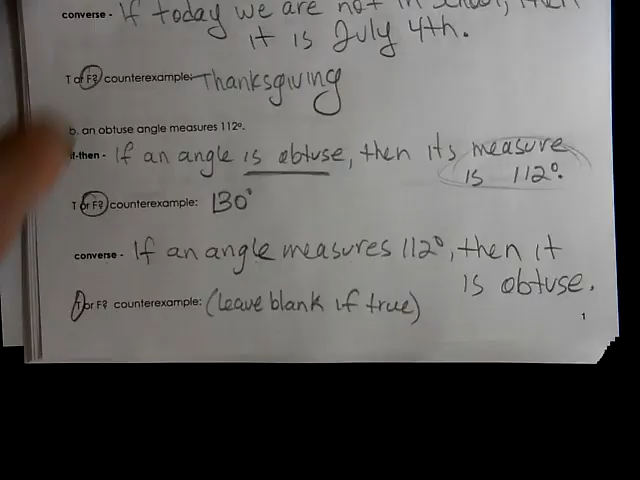 converse - If today we are not in school, then
it is July 4th.
T or F? counterexample: Thanksgiving
b. an obtuse angle measures 112º.
if-then - If an angle is obtuse, then its measure
is 112°.
T or F? counterexample: 130°
converse - If an angle measures 112°, then it
is obtuse.
T or F? counterexample: (leave blank if true)
1